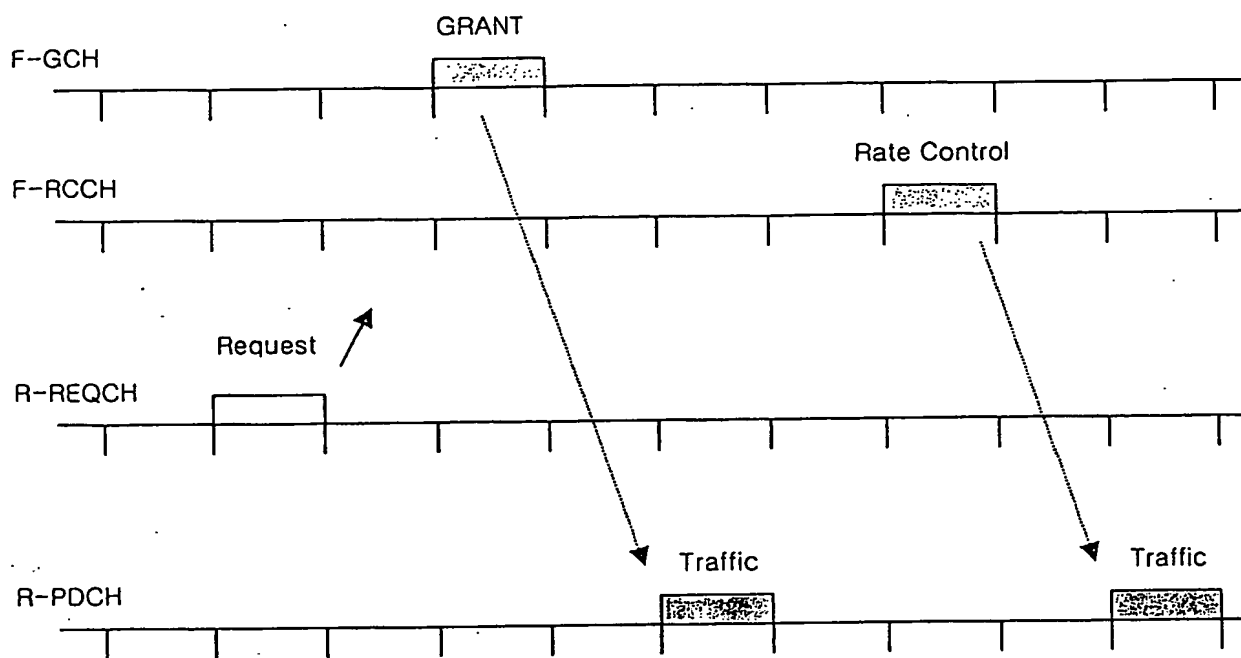 GRANT
F-GCH
Rate Control
F-RCCH
Request
R-REQCH
Traffic
Traffic
R-PDCH